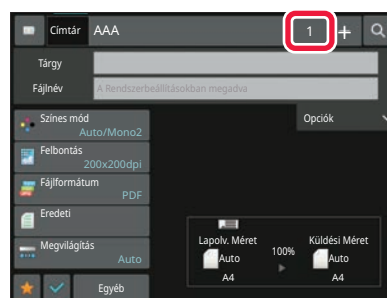 Címtár AAA 1 +
Tárgy
Fájlnév A Rendszerbeállításokban megadva
Színes mód
Auto/Mono2
Opciók
Felbontás
200x200dpi
Fájlformátum
PDF
Eredeti
Megvilágítás
Auto
Lapolv. Méret 100% Küldési Méret
Auto Auto
A4 A4
Egyéb